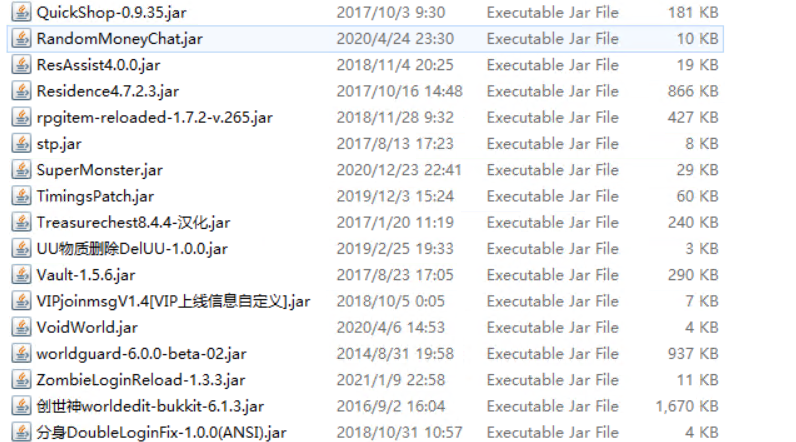 QuickShop-0.9.35.jar 2017/10/3 9:30 Executable Jar File 181 KB
RandomMoneyChat.jar 2020/4/24 23:30 Executable Jar File 10 KB
ResAssist4.0.0.jar 2018/11/4 20:25 Executable Jar File 19 KB
Residence4.7.2.3.jar 2017/10/16 14:48 Executable Jar File 866 KB
rpgitem-reloaded-1.7.2-v.265.jar 2018/11/28 9:32 Executable Jar File 427 KB
stp.jar 2017/8/13 17:23 Executable Jar File 8 KB
SuperMonster.jar 2020/12/23 22:41 Executable Jar File 29 KB
TimingsPatch.jar 2019/12/3 15:24 Executable Jar File 60 KB
Treasurechest8.4.4-汉化.jar 2017/1/20 11:19 Executable Jar File 240 KB
UU物质删除DelUU-1.0.0.jar 2019/2/25 19:33 Executable Jar File 3 KB
Vault-1.5.6.jar 2017/8/23 17:05 Executable Jar File 290 KB
VIPjoinmsgV1.4[VIP上线信息自定义].jar 2018/10/5 0:05 Executable Jar File 7 KB
VoidWorld.jar 2020/4/6 14:53 Executable Jar File 4 KB
worldguard-6.0.0-beta-02.jar 2014/8/31 19:58 Executable Jar File 937 KB
ZombieLoginReload-1.3.3.jar 2021/1/9 22:58 Executable Jar File 11 KB
创世神worldedit-bukkit-6.1.3.jar 2016/9/2 16:04 Executable Jar File 1,670 KB
分身DoubleLoginFix-1.0.0(ANSI).jar 2018/10/31 10:57 Executable Jar File 4 KB